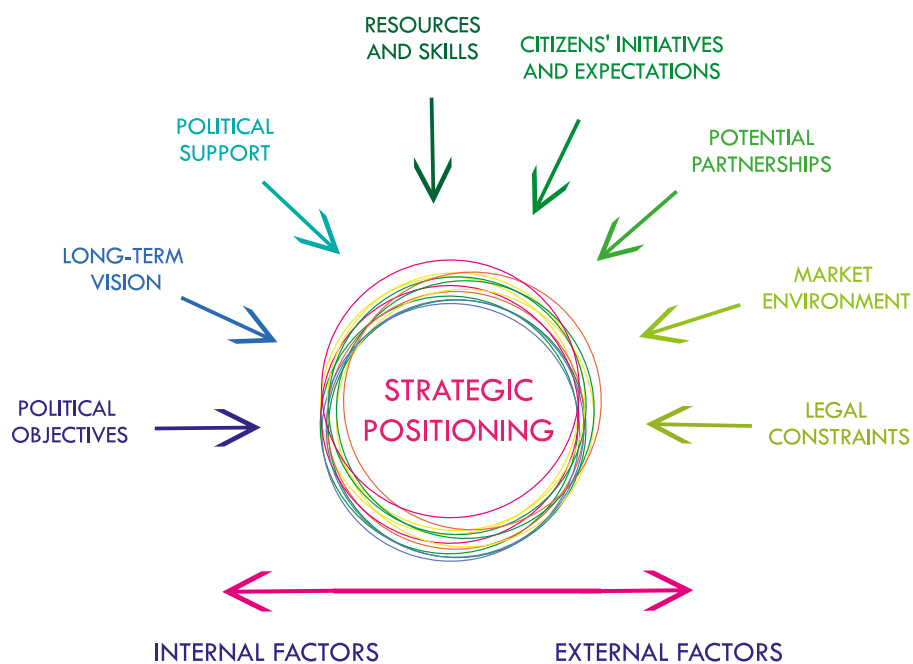 RESOURCES
AND SKILLS
CITIZENS' INITIATIVES
AND EXPECTATIONS
POLITICAL
SUPPORT
POTENTIAL
PARTNERSHIPS
LONG-TERM
VISION
MARKET
ENVIRONMENT
POLITICAL
OBJECTIVES
STRATEGIC
POSITIONING
LEGAL
CONSTRAINTS
INTERNAL FACTORS
EXTERNAL FACTORS